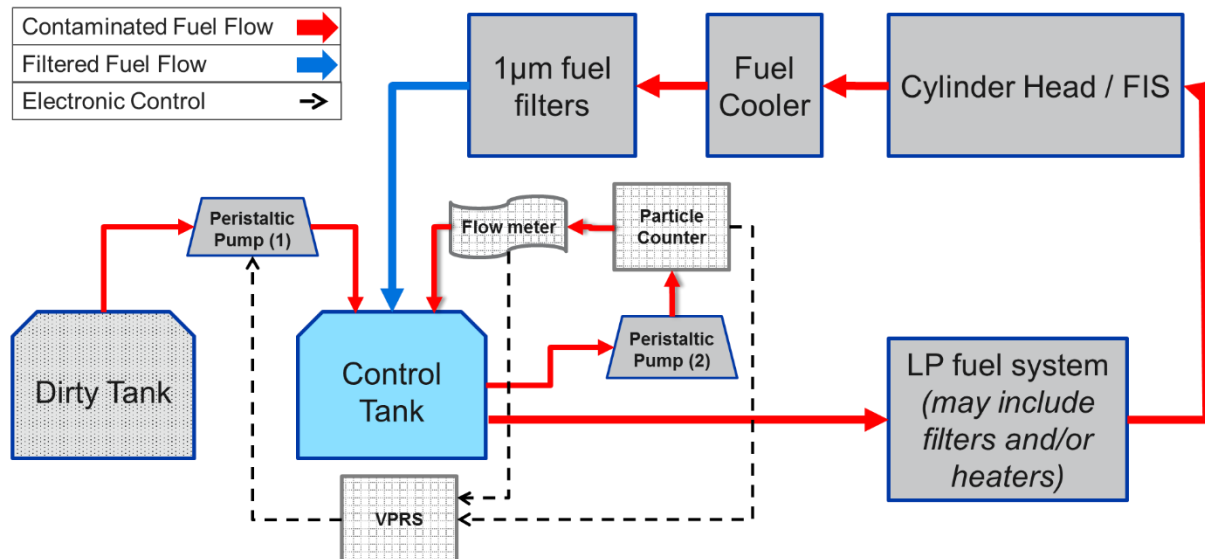 Contaminated Fuel Flow
Filtered Fuel Flow
Electronic Control
1µm fuel
filters
Fuel
Cooler
Cylinder Head / FIS
Peristaltic
Pump (1)
Flow meter
Particle
Counter
Dirty Tank
Control
Tank
Peristaltic
Pump (2)
LP fuel system
(may include
filters and/or
heaters)
VPRS